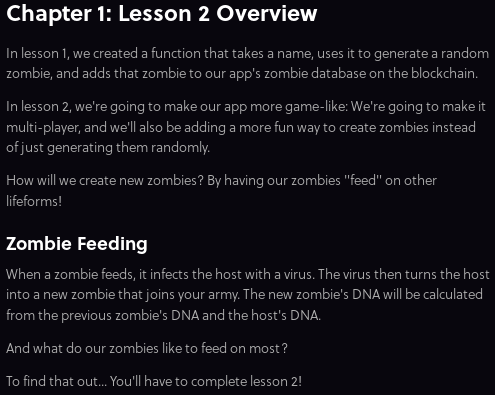 Chapter 1: Lesson 2 Overview
In lesson 1, we created a function that takes a name, uses it to generate a random
zombie, and adds that zombie to our app's zombie database on the blockchain.
In lesson 2, we're going to make our app more game-like: We're going to make it
multi-player, and we'll also be adding a more fun way to create zombies instead
of just generating them randomly.
How will we create new zombies? By having our zombies "feed" on other
lifeforms!
Zombie Feeding
When a zombie feeds, it infects the host with a virus. The virus then turns the host
into a new zombie that joins your army. The new zombie's DNA will be calculated
from the previous zombie's DNA and the host's DNA.
And what do our zombies like to feed on most?
To find that out... You'll have to complete lesson 2!